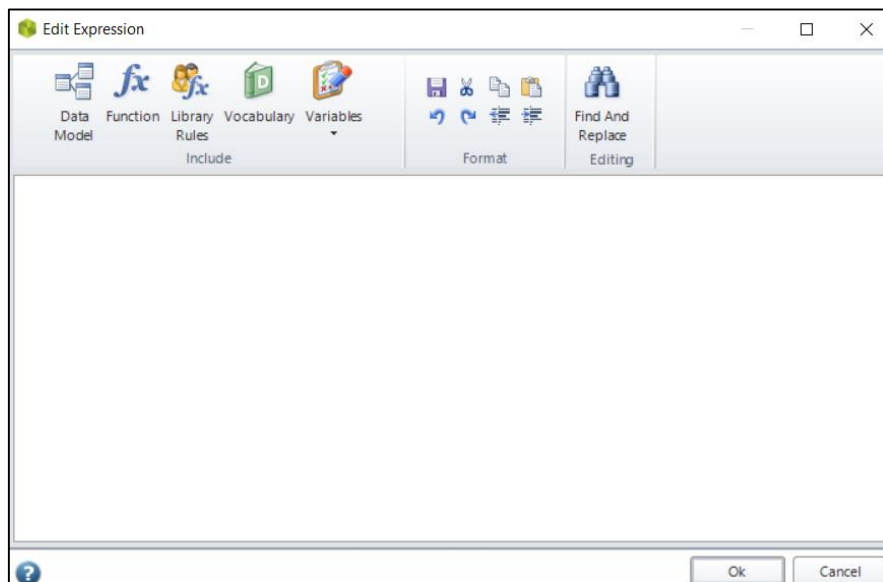 Edit Expression
Data Model
Function
Library Rules
Vocabulary
Variables
Find And Replace
Include
Format
Editing
D
?
Ok
Cancel